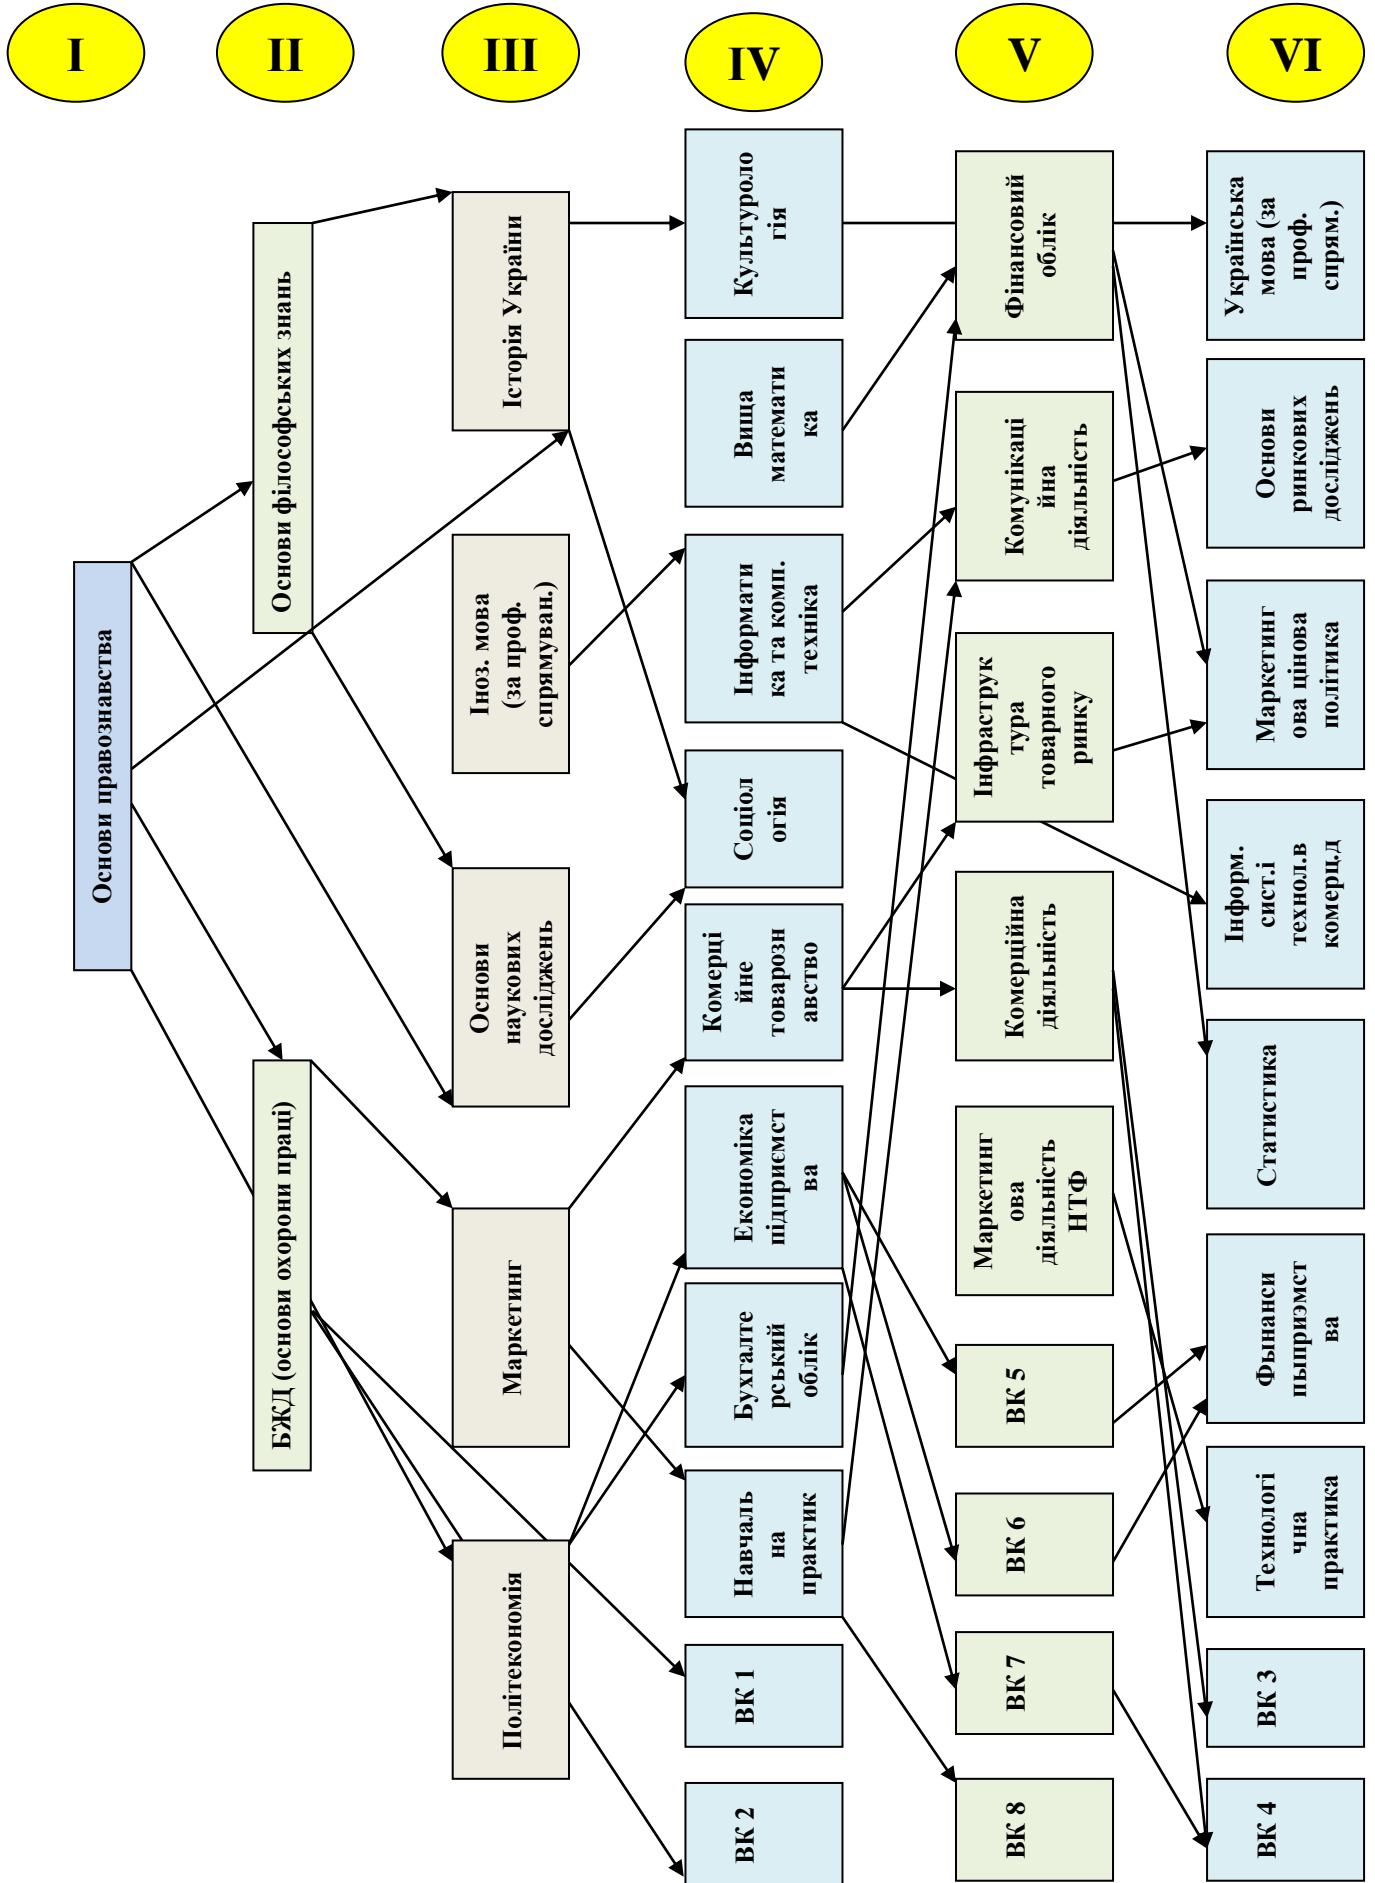 I
II
III
IV
V
VI
Основи правознавства
Основи філософських знань
БЖД (основи охорони праці)
Історія України
Іноз. мова
(за проф.
спрямуван.)
Основи
наукових
досліджень
Маркетинг
Політекономія
Культуроло
гія
Вища
математи
ка
Інформати
ка та комп.
техніка
Соціол
огія
Комерці
йне
товарозн
авство
Економіка
підприємст
ва
Бухгалте
рський
облік
Навчаль
на
практик
ВК 1
ВК 2
Фінансовий
облік
Комунікаці
йна
діяльність
Інфраструк
тура
товарного
ринку
Комерційна
діяльність
Маркетинг
ова
діяльність
НТФ
ВК 5
ВК 6
ВК 7
ВК 8
Українська
мова (за
проф.
спрям.)
Основи
ринкових
досліджень
Маркетинг
ова цінова
політика
Інформ.
сист.і
технол.в
комерц.д
Статистика
Фынанси
пыприэмст
ва
Технологі
чна
практика
ВК 3
ВК 4